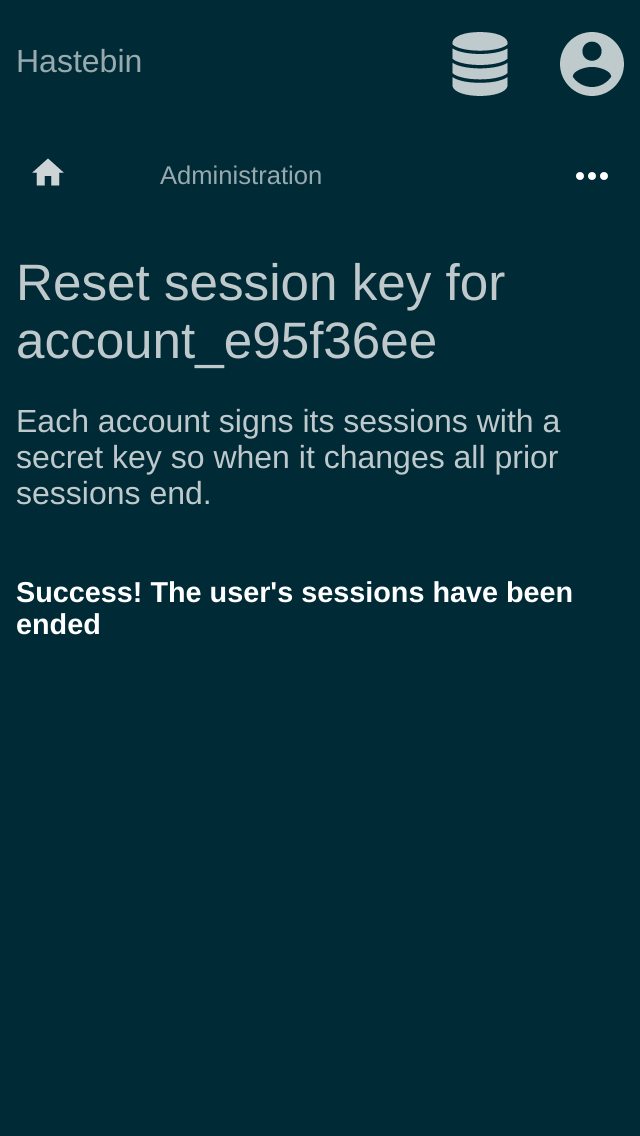 Hastebin
Administration
Reset session key for
account_e95f36ee
Each account signs its sessions with a
secret key so when it changes all prior
sessions end.
Success! The user's sessions have been
ended